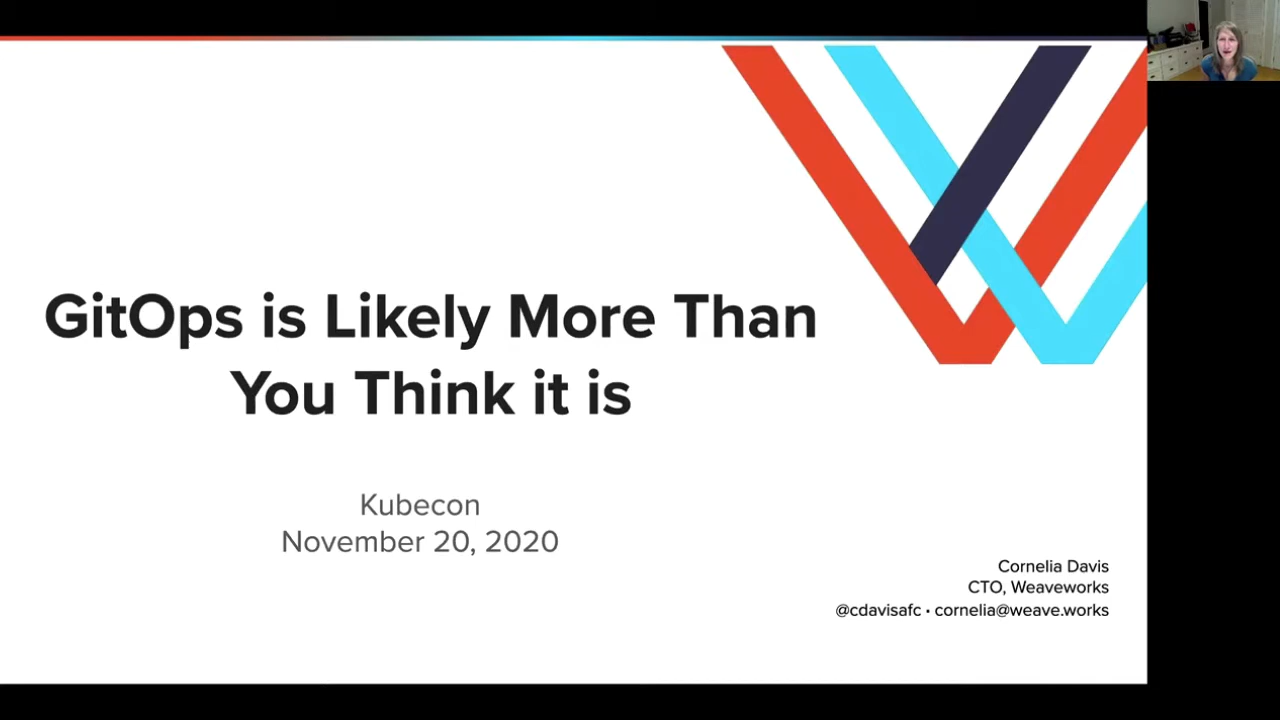 GitOps is Likely More Than
You Think it is
Kubecon
November 20, 2020
Cornelia Davis
CTO, Weaveworks
@cdavisafc • cornelia@weave.works